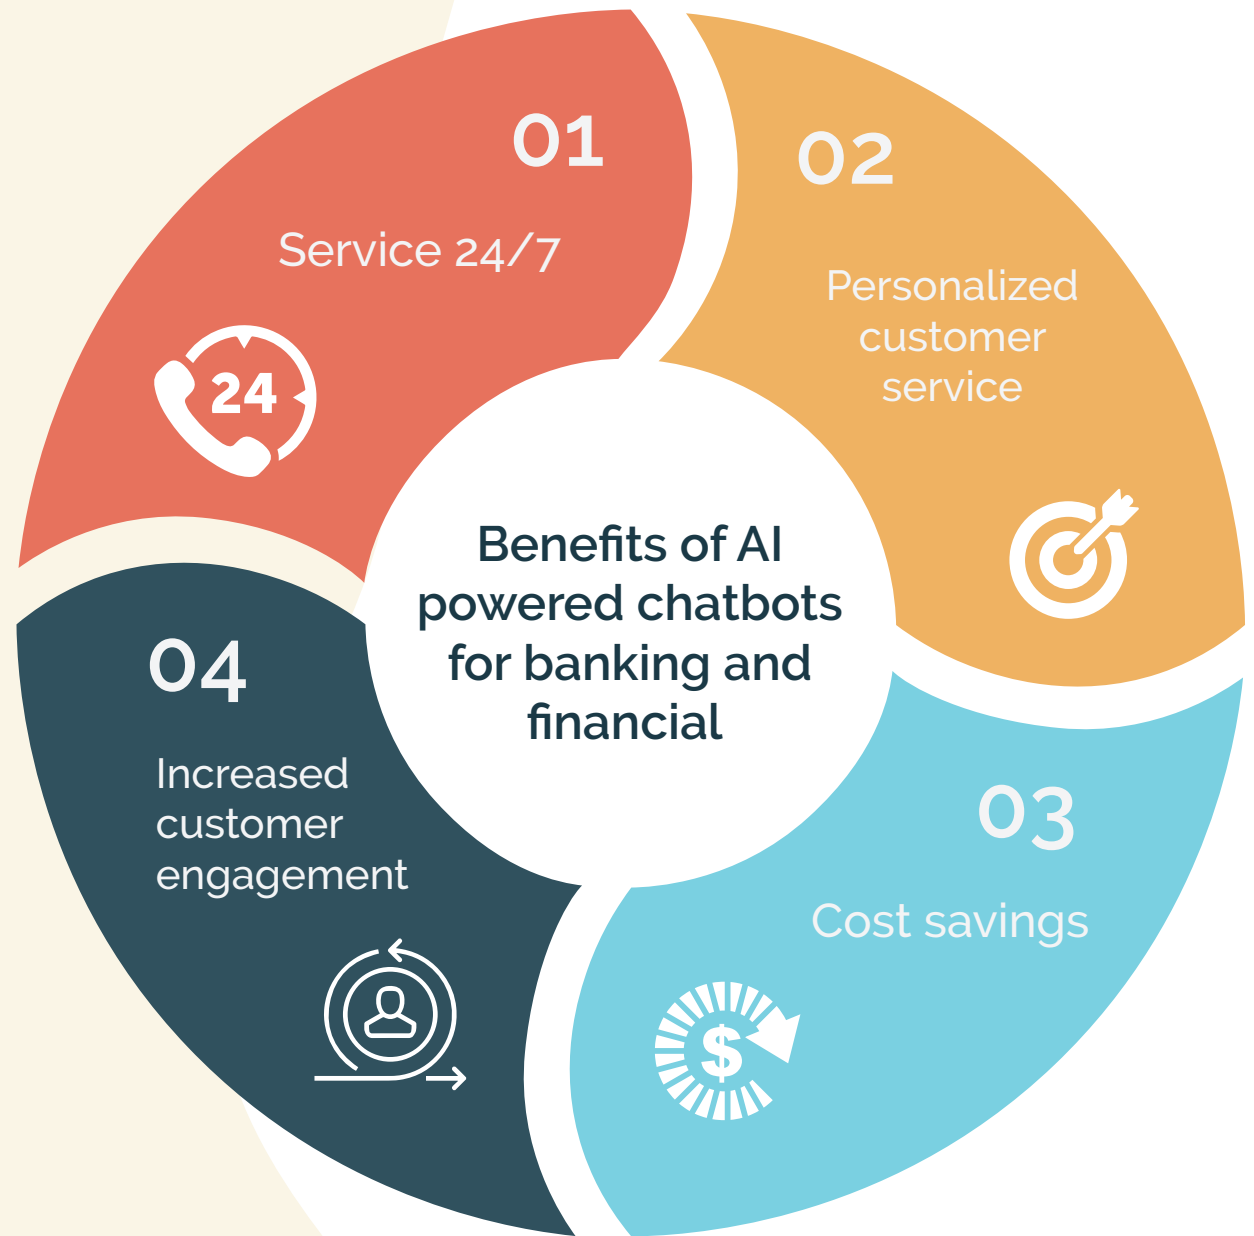 01
Service 24/7
24
02
Personalized
customer
service
Benefits of AI
powered chatbots
for banking and
financial
03
Cost savings
$
04
Increased
customer
engagement